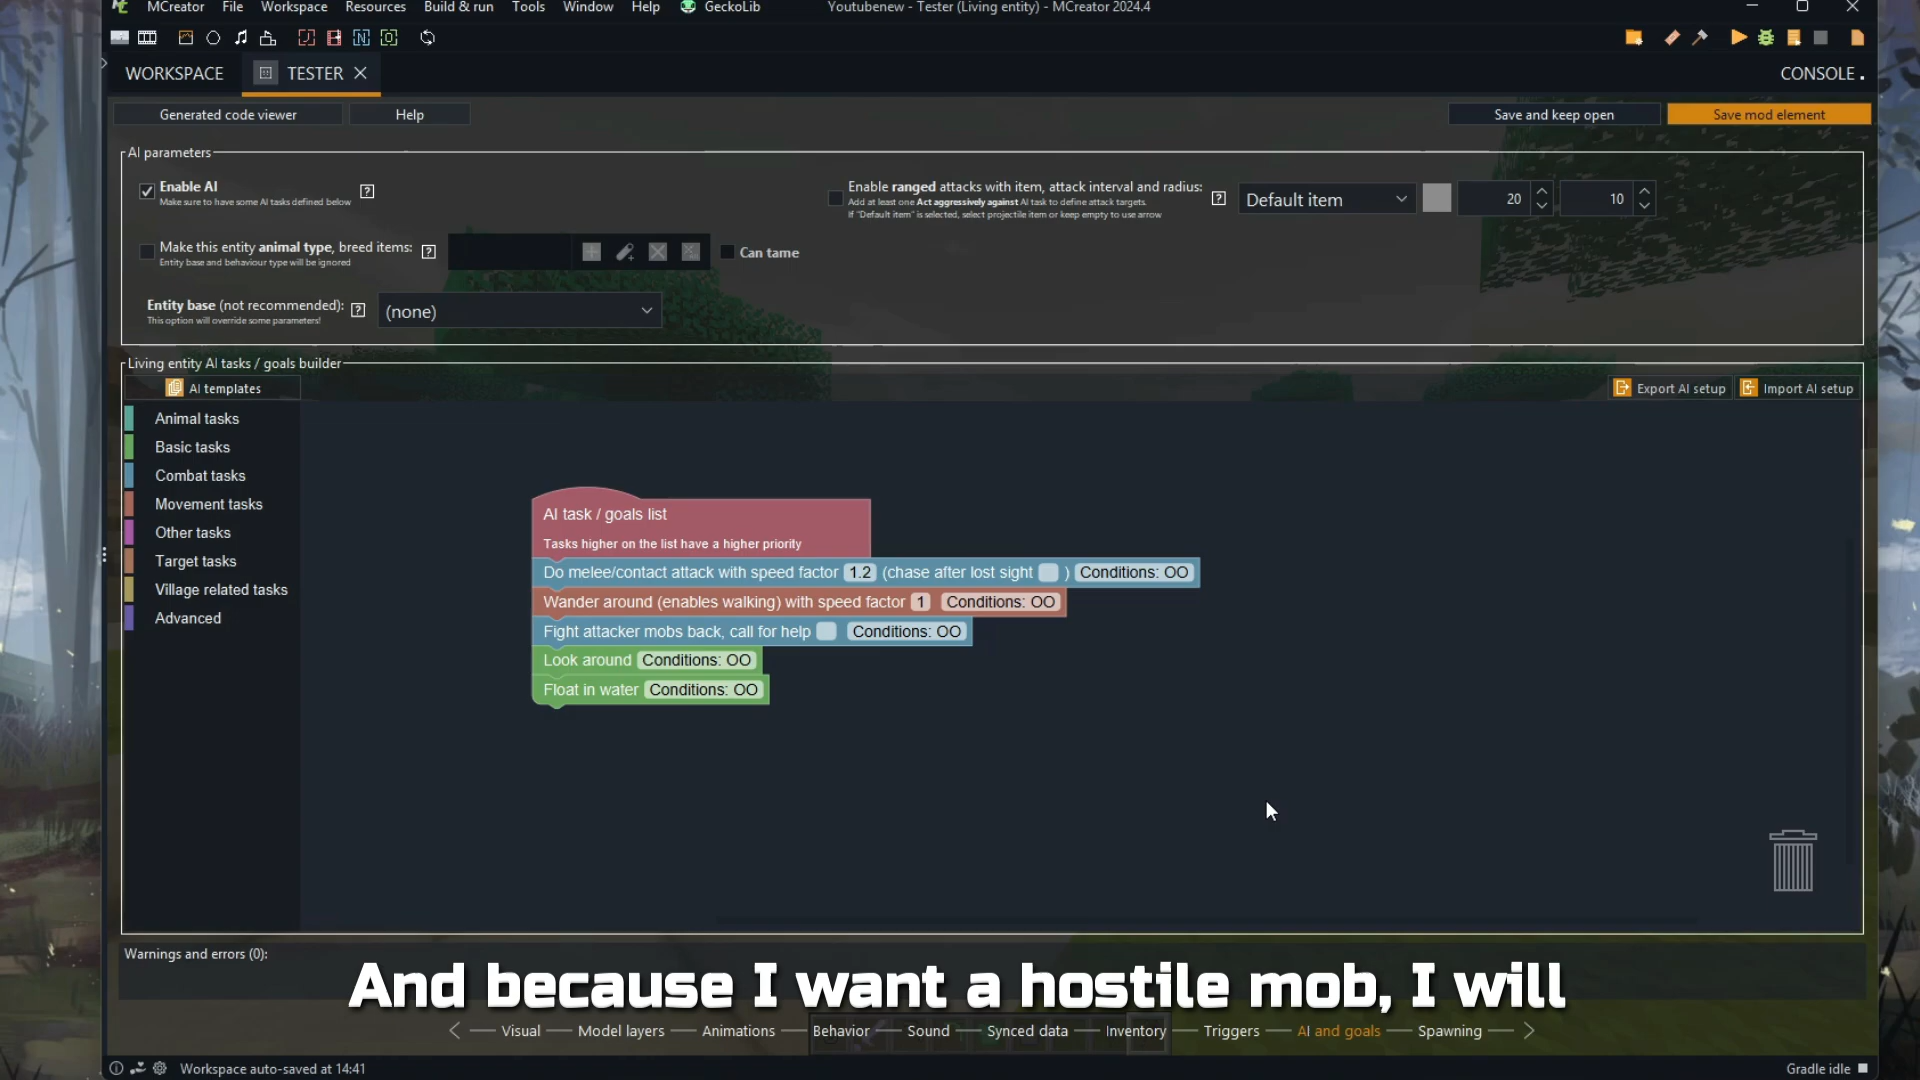 MCreator File Workspace Resources Build & run Tools Window Help GeckoLib Youtubenew - Tester (Living entity) - MCreator 2024.4
WORKSPACE TESTER CONSOLE
Generated code viewer Help Save and keep open Save mod element
AI parameters
Enable AI
Make sure to have some AI tasks defined below
Enable ranged attacks with item, attack interval and radius:
Add at least one Act aggressively against AI task to define attack targets.
If "Default item" is selected, select projectile item or keep empty to use arrow
Default item 20 10
Make this entity animal type, breed items:
Entity base and behaviour type will be ignored
Can tame
Entity base (not recommended):
This option will override some parameters!
(none)
Living entity AI tasks / goals builder
AI templates Export AI setup Import AI setup
Animal tasks
Basic tasks
Combat tasks
Movement tasks
Other tasks
Target tasks
Village related tasks
Advanced
AI task / goals list
Tasks higher on the list have a higher priority
Do melee/contact attack with speed factor 1.2 (chase after lost sight ) Conditions: OO
Wander around (enables walking) with speed factor 1 Conditions: OO
Fight attacker mobs back, call for help Conditions: OO
Look around Conditions: OO
Float in water Conditions: OO
Warnings and errors (0):
And because I want a hostile mob, I will
Visual Model layers Animations Behavior Sound Synced data Inventory Triggers AI and goals Spawning
Workspace auto-saved at 14:41 Gradle idle